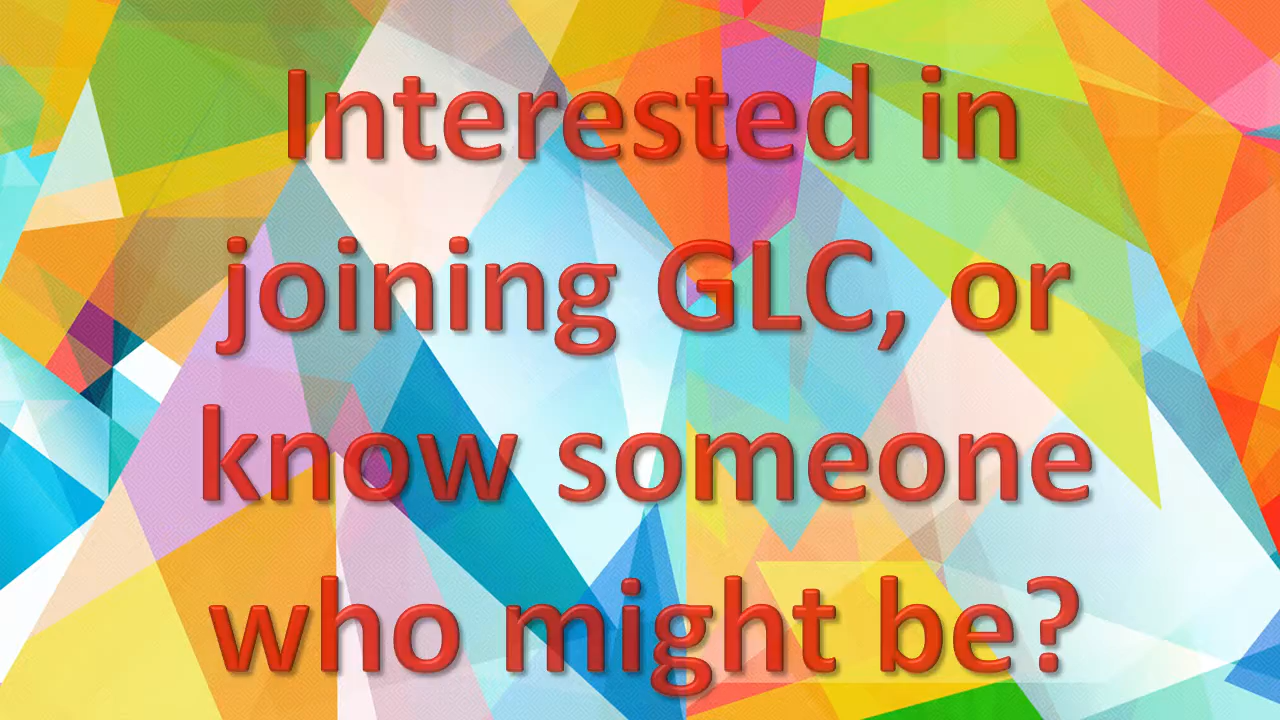 Interested in
joining GLC, or
know someone
who might be?